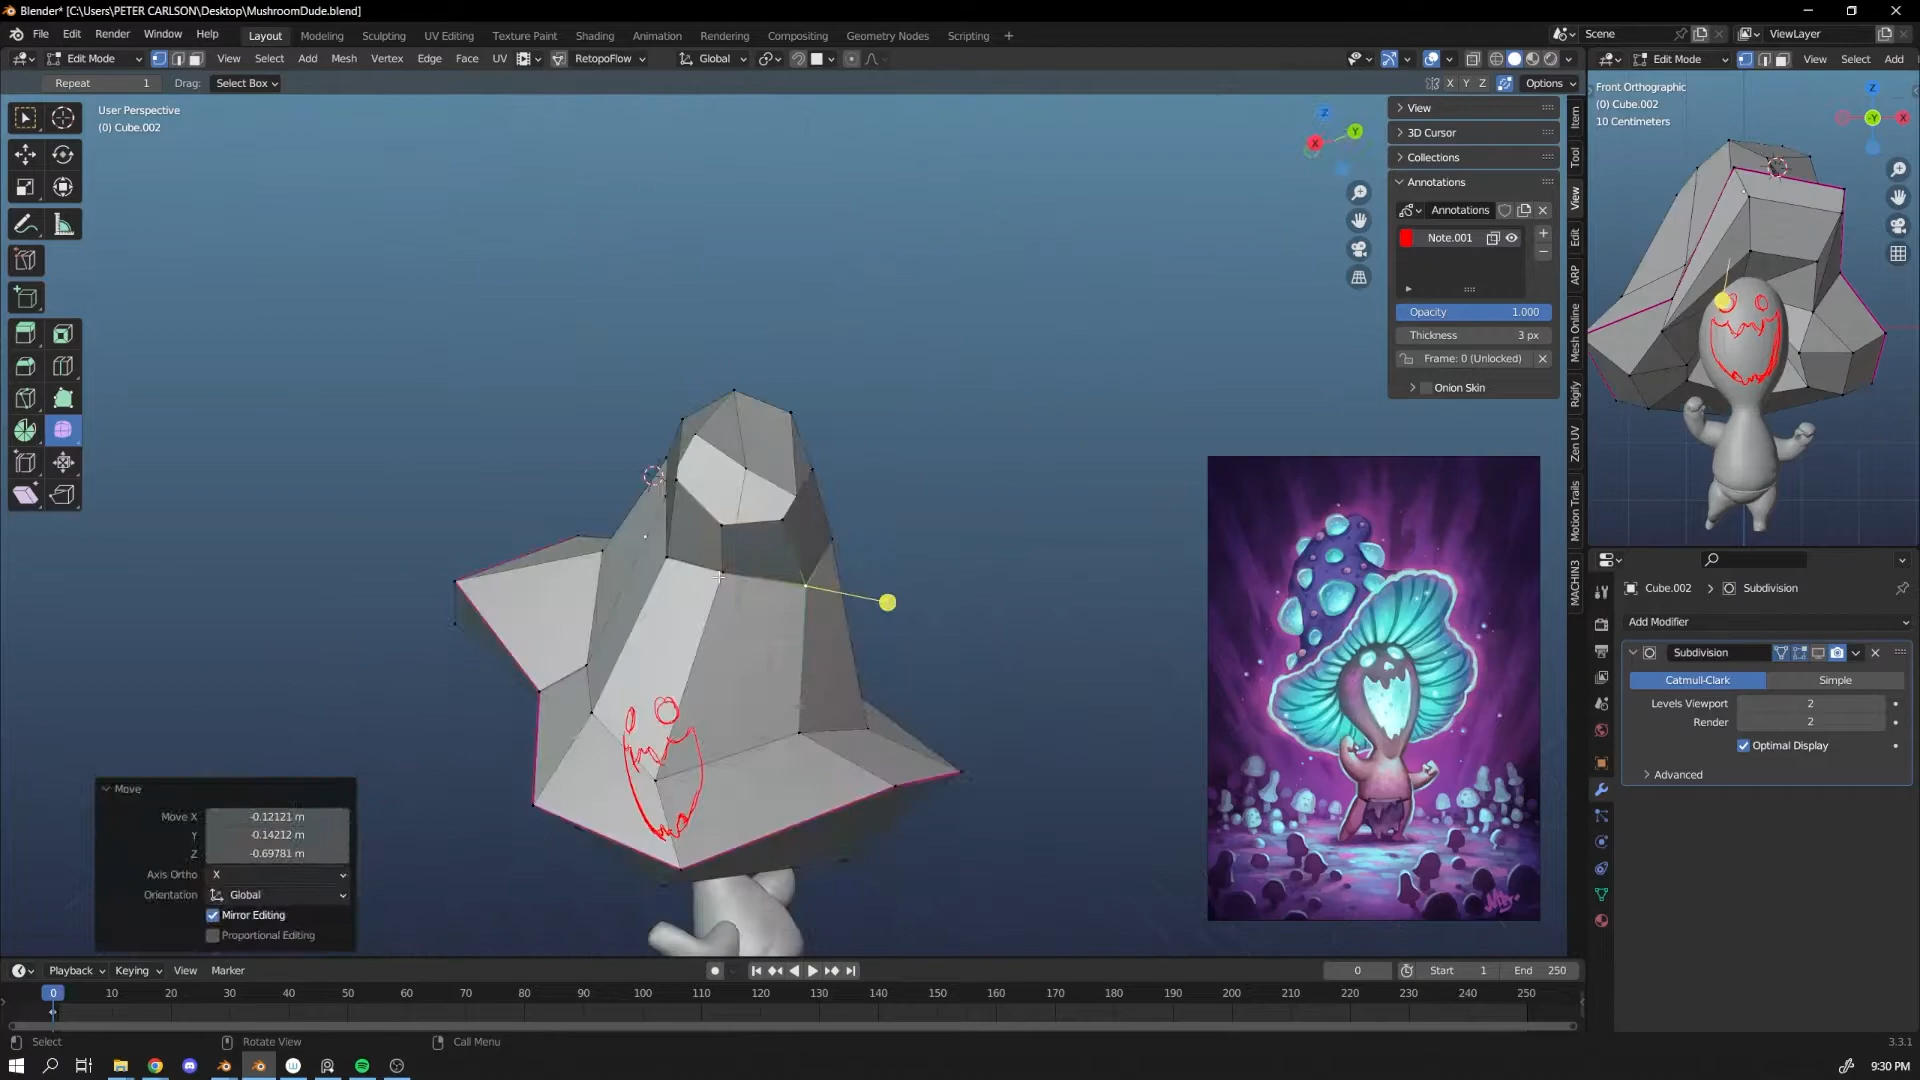 Blender* [C:\Users\PETER CARLSON\Desktop\MushroomDude.blend]
File Edit Render Window Help Layout Modeling Sculpting UV Editing Texture Paint Shading Animation Rendering Compositing Geometry Nodes Scripting Scene ViewLayer
Edit Mode View Select Add Mesh Vertex Edge Face UV RetopoFlow Global Edit Mode View Select Add
Repeat 1 Drag: Select Box X Y Z Options
User Perspective
(0) Cube.002
Front Orthographic
(0) Cube.002
10 Centimeters
Z
Y
X
Z
-Y
X
View
3D Cursor
Collections
Annotations
Annotations
Note.001
Opacity 1.000
Thickness 3 px
Frame: 0 (Unlocked)
Onion Skin
Item
Tool
View
Edit
ARP
Mesh Online
Rigify
Zen UV
Motion Trails
MACHIN3
Cube.002 Subdivision
Add Modifier
Subdivision
Catmull-Clark Simple
Levels Viewport 2
Render 2
Optimal Display
Advanced
Move
Move X -0.12121 m
Y -0.14212 m
Z -0.69781 m
Axis Ortho X
Orientation Global
Mirror Editing
Proportional Editing
Playback Keying View Marker 0 Start 1 End 250
0 10 20 30 40 50 60 70 80 90 100 110 120 130 140 150 160 170 180 190 200 210 220 230 240 250
Select Rotate View Call Menu 3.3.1
9:30 PM